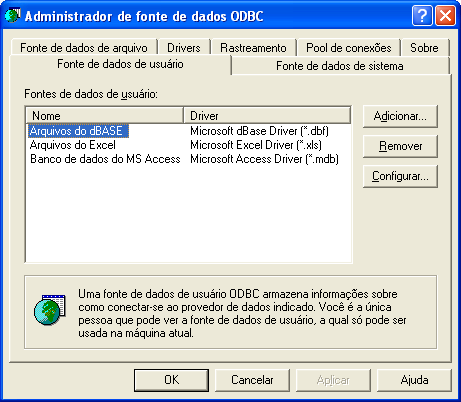 Administrador de fonte de dados ODBC
Fonte de dados de arquivo Drivers Rastreamento Pool de conexões Sobre
Fonte de dados de usuário Fonte de dados de sistema
Fontes de dados de usuário:
Nome Driver
Arquivos do dBASE Microsoft dBase Driver (*.dbf)
Arquivos do Excel Microsoft Excel Driver (*.xls)
Banco de dados do MS Access Microsoft Access Driver (*.mdb)
Adicionar...
Remover
Configurar...
Uma fonte de dados de usuário ODBC armazena informações sobre
como conectar-se ao provedor de dados indicado. Você é a única
pessoa que pode ver a fonte de dados de usuário, a qual só pode ser
usada na máquina atual.
OK Cancelar Aplicar Ajuda